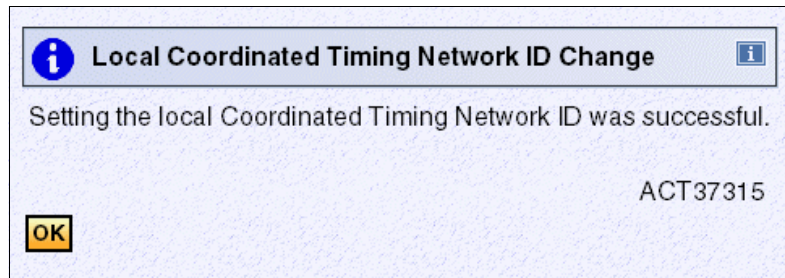 Local Coordinated Timing Network ID Change
Setting the local Coordinated Timing Network ID was successful.
ACT37315
OK